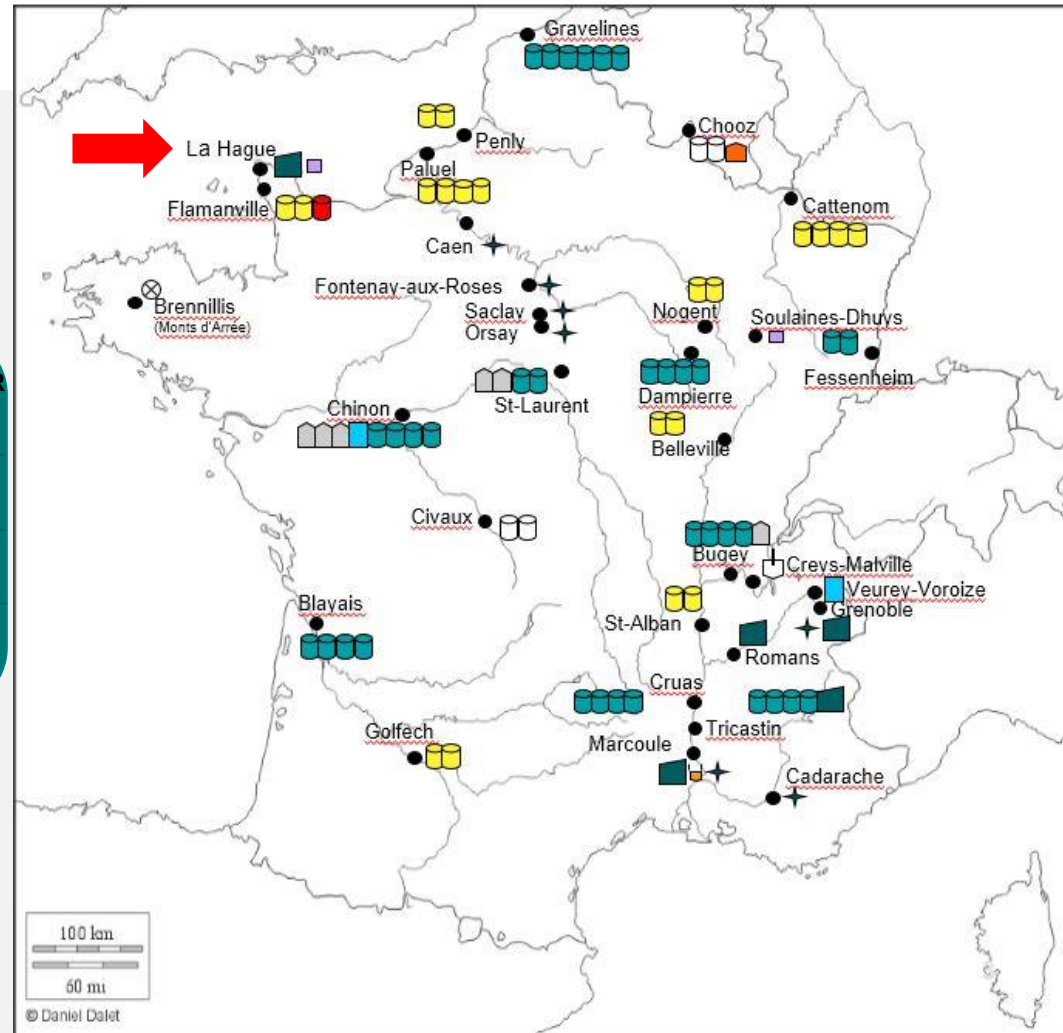 Gravelines
Chooz
Penly
La Hague
Paluel
Flamanville
Cattenom
Caen
Fontenay-aux-Roses
Brennillis
(Monts d'Arrée)
Saclay
Orsay
Nogent
Soulaines-Dhuys
R
St-Laurent
Dampierre
Fessenheim
Chinon
Belleville
Civaux
Bugey
Creys-Malville
Veurey-Voroize
Grenoble
Blayais
St-Alban
Romans
Cruas
Tricastin
Golfech
Marcoule
Cadarache
100 km
60 mi
© Daniel Dalet